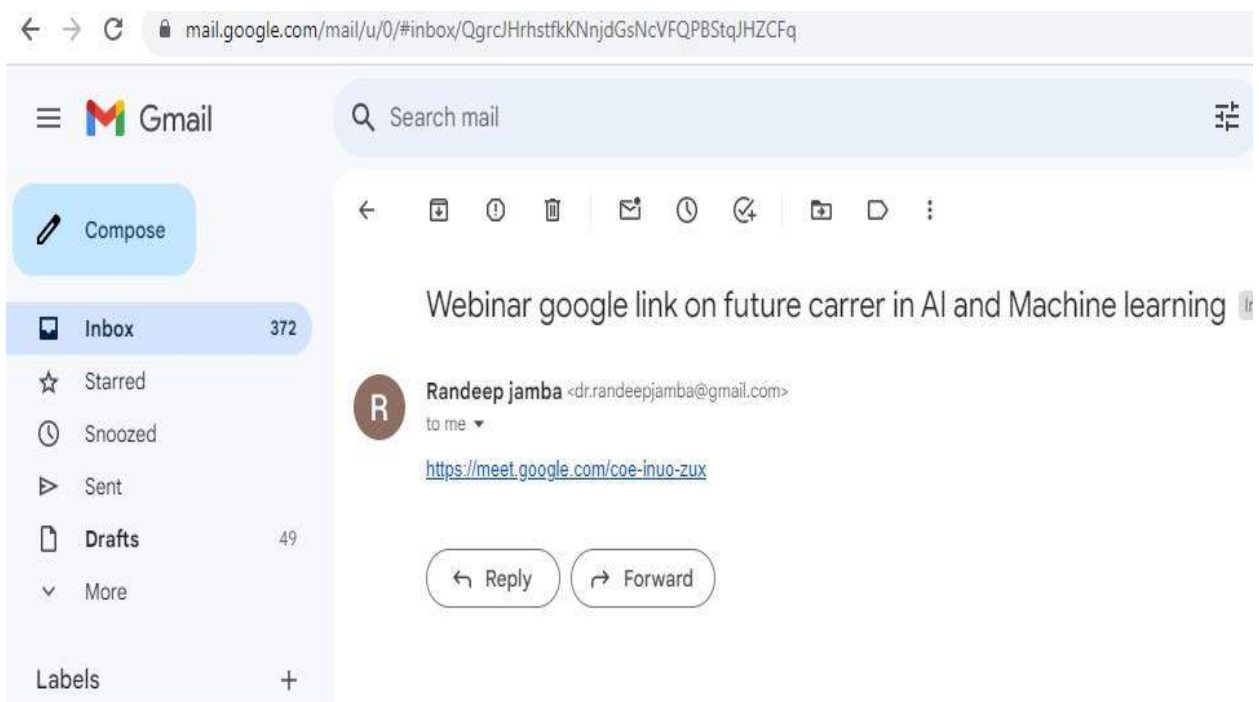 mail.google.com/mail/u/0/#inbox/QgrcJHrhstfkKNnjdGsNcVFQPBStqJHZCFq
Gmail
Search mail
Compose
Webinar google link on future carrer in AI and Machine learning
Inbox 372
Starred
Randeep jamba <dr.randeepjamba@gmail.com>
to me
Snoozed
https://meet.google.com/coe-inuo-zux
Sent
Drafts 49
Reply
Forward
More
Labels